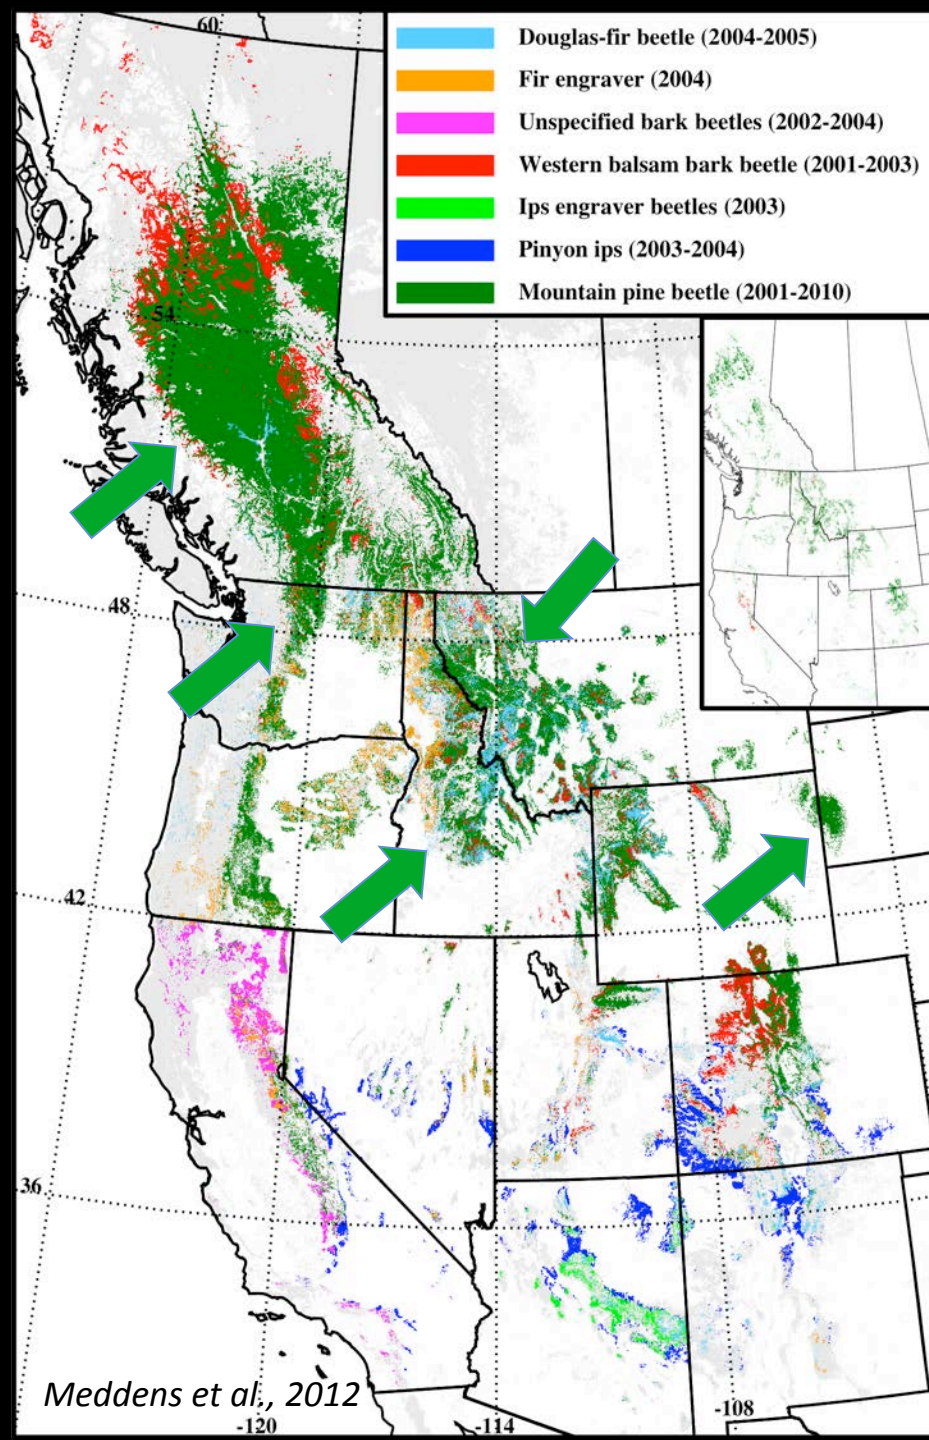 60
Douglas-fir beetle (2004-2005)
Fir engraver (2004)
Unspecified bark beetles (2002-2004)
Western balsam bark beetle (2001-2003)
Ips engraver beetles (2003)
Pinyon ips (2003-2004)
Mountain pine beetle (2001-2010)
54
48
42
36
Meddens et al., 2012
-120
-114
-108